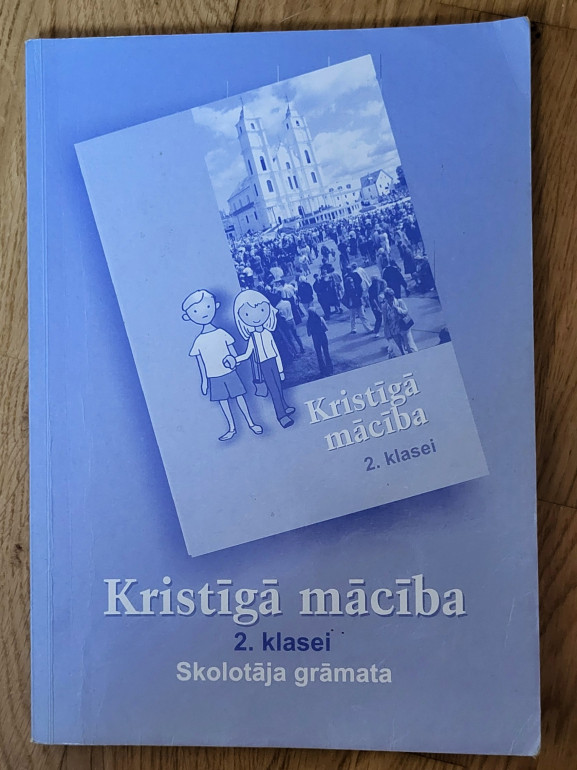 Kristīgā
mācība
2. klasei
Kristīgā mācība
2. klasei
Skolotāja grāmata